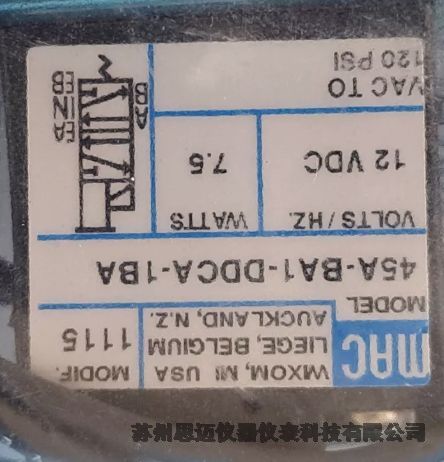 MAC
WIXOM, MI USA
LIEGE, BELGIUM
AUCKLAND, N.Z.
MODIF.
1115
MODEL
45A-BA1-DDCA-1BA
VOLTS/HZ.
WATTS
12 VDC
7.5
VAC TO
120 PSI
A
B
EA
IN
EB
苏州思迈仪器仪表科技有限公司